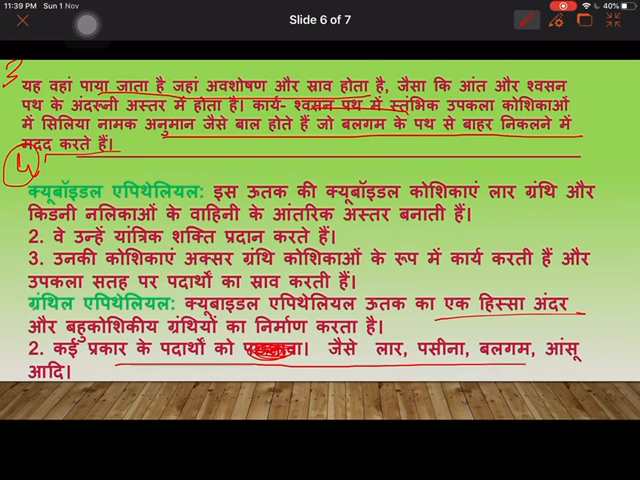 11:39 PM Sun 1 Nov
40%
Slide 6 of 7
3
यह वहां पाया जाता है जहां अवशोषण और स्राव होता है, जैसा कि आंत और श्वसन
पथ के अंदरूनी अस्तर में होता है। कार्य- श्वसन पथ में स्तंभिक उपकला कोशिकाओं
में सिलिया नामक अनुमान जैसे बाल होते हैं जो बलगम के पथ से बाहर निकलने में
मदद करते हैं।
4
क्यूबॉइडल एपिथेलियल: इस ऊतक की क्यूबॉइडल कोशिकाएं लार ग्रंथि और
किडनी नलिकाओं के वाहिनी के आंतरिक अस्तर बनाती हैं।
2. वे उन्हें यांत्रिक शक्ति प्रदान करते हैं।
3. उनकी कोशिकाएं अक्सर ग्रंथि कोशिकाओं के रूप में कार्य करती हैं और
उपकला सतह पर पदार्थों का स्राव करती हैं।
ग्रंथिल एपिथेलियल: क्यूबाइडल एपिथेलियल ऊतक का एक हिस्सा अंदर
और बहुकोशिकीय ग्रंथियों का निर्माण करता है।
2. कई प्रकार के पदार्थों को जैसे लार, पसीना, बलगम, आंसू
आदि।